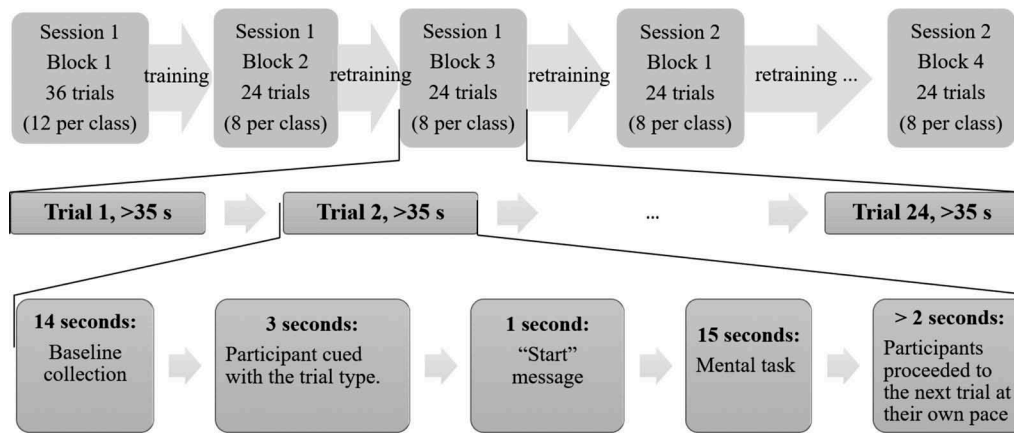 Session 1
Block 1
36 trials
(12 per class)
training
Session 1
Block 2
24 trials
(8 per class)
retraining
Session 1
Block 3
24 trials
(8 per class)
retraining
Session 2
Block 1
24 trials
(8 per class)
retraining ...
Session 2
Block 4
24 trials
(8 per class)
Trial 1, >35 s
Trial 2, >35 s
...
Trial 24, >35 s
14 seconds:
Baseline
collection
3 seconds:
Participant cued
with the trial type.
1 second:
“Start”
message
15 seconds:
Mental task
> 2 seconds:
Participants
proceeded to
the next trial at
their own pace